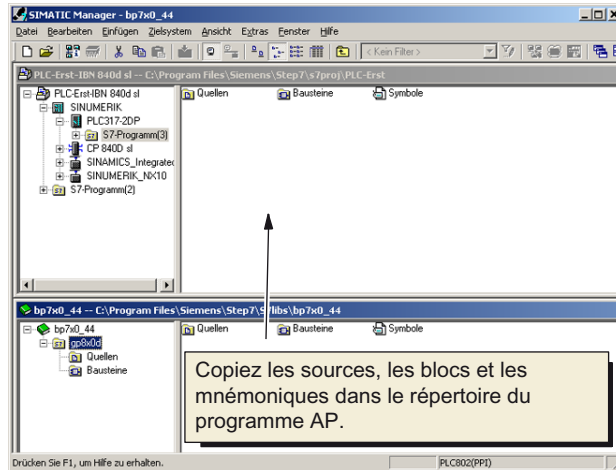 SIMATIC Manager - bp7x0_44
Datei Bearbeiten Einfügen Zielsystem Ansicht Extras Fenster Hilfe
< Kein Filter >
PLC-Erst-IBN 840d sl -- C:\Program Files\Siemens\Step7\s7proj\PLC-Erst
PLC-Erst-IBN 840d sl
SINUMERIK
PLC317-2DP
S7-Programm(3)
CP 840D sl
SINAMICS_Integrated
SINUMERIK_NX10
S7-Programm(2)
Quellen Bausteine Symbole
bp7x0_44 -- C:\Program Files\Siemens\Step7\S7libs\bp7x0_44
bp7x0_44
gp8x0d
Quellen
Bausteine
Quellen Bausteine Symbole
Copiez les sources, les blocs et les
mnémoniques dans le répertoire du
programme AP.
Drücken Sie F1, um Hilfe zu erhalten. PLC802(PPI)